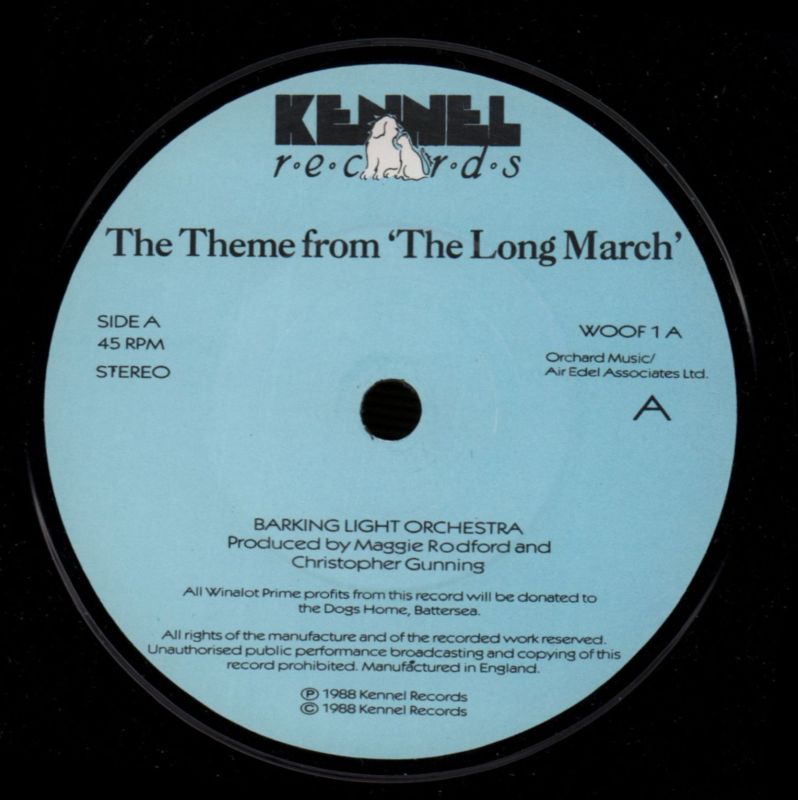 KENNEL
r·e·c·o·r·d·s
The Theme from ‘The Long March’
SIDE A
45 RPM
STEREO
WOOF 1 A
Orchard Music/
Air Edel Associates Ltd.
A
BARKING LIGHT ORCHESTRA
Produced by Maggie Rodford and
Christopher Gunning
All Winalot Prime profits from this record will be donated to
the Dogs Home, Battersea.
All rights of the manufacture and of the recorded work reserved.
Unauthorised public performance broadcasting and copying of this
record prohibited. Manufactured in England.
℗ 1988 Kennel Records
© 1988 Kennel Records